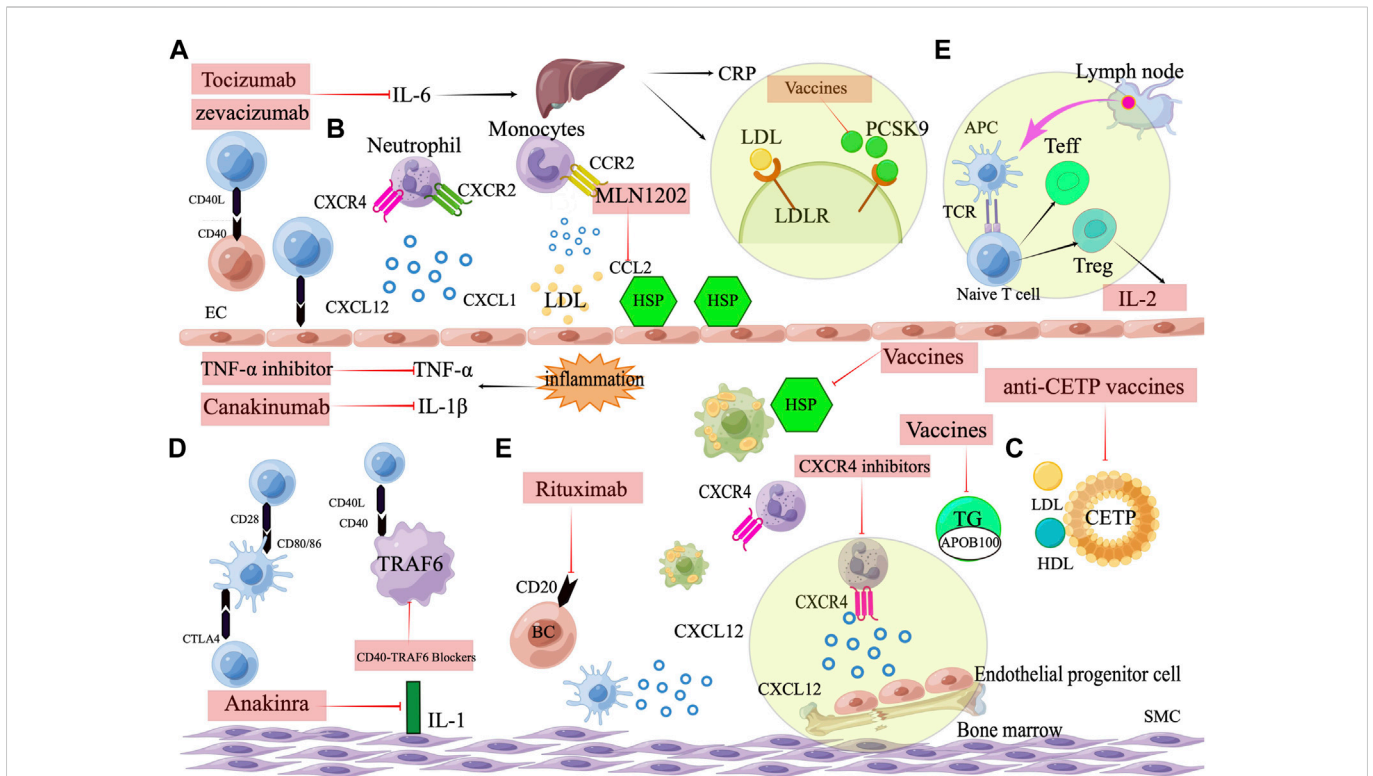 A
Tocizumab
zevacizumab
IL-6
CRP
Vaccines
PCSK9
LDL
LDLR
E
Lymph node
APC
Teff
TCR
Treg
Naive T cell
IL-2
B
Neutrophil
Monocytes
CCR2
CXCR4
CXCR2
MLN1202
CD40L
CD40
EC
CXCL12
CXCL1
LDL
CCL2
HSP
HSP
TNF-α inhibitor
TNF-α
inflammation
Canakinumab
IL-1β
Vaccines
HSP
anti-CETP vaccines
Vaccines
C
LDL
CETP
HDL
TG
APOB100
D
CD28
CD80/86
CD40L
CD40
TRAF6
CTLA4
CD40-TRAF6 Blockers
Anakinra
IL-1
E
Rituximab
CD20
BC
CXCR4
CXCR4 inhibitors
CXCR4
CXCL12
CXCL12
Endothelial progenitor cell
Bone marrow
SMC